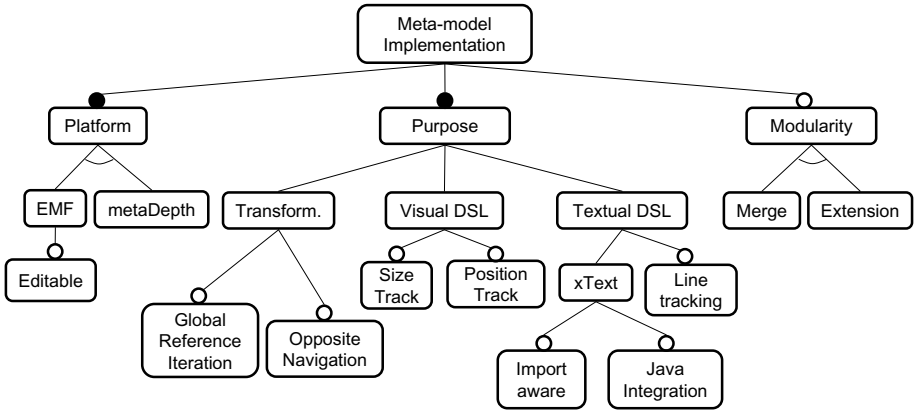 Meta-model
Implementation
Platform
Purpose
Modularity
EMF
metaDepth
Transform.
Visual DSL
Textual DSL
Merge
Extension
Editable
Size
Track
Position
Track
xText
Line
tracking
Global
Reference
Iteration
Opposite
Navigation
Import
aware
Java
Integration